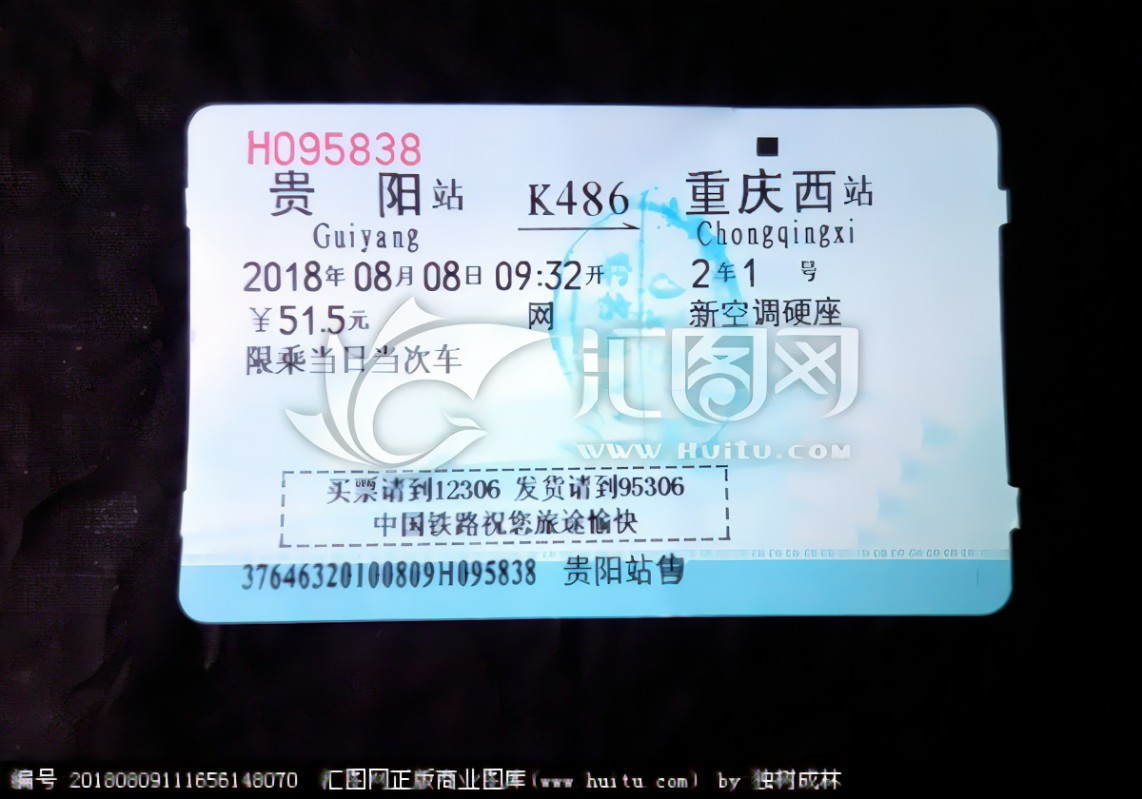 H095838
贵 阳站 K486 重庆西站
Guiyang Chongqingxi
2018年08月08日09:32开 2车1 号
￥51.5元 网 新空调硬座
限乘当日当次车
汇图网
www.Huitu.com
买票请到12306 发货请到95306
中国铁路祝您旅途愉快
37646320100809H095838 贵阳站售
编号 20180809111656148070 汇图网正版商业图库(www huitu com) by 独树成林